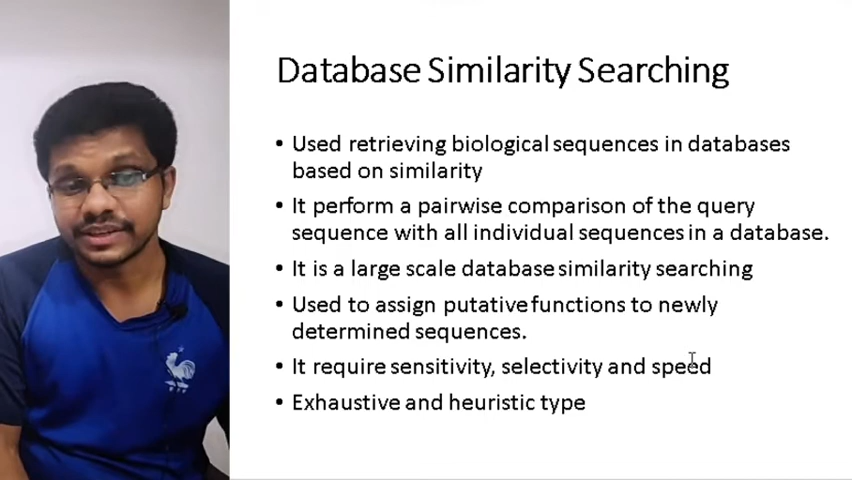 Database Similarity Searching
• Used retrieving biological sequences in databases
based on similarity
• It perform a pairwise comparison of the query
sequence with all individual sequences in a database.
• It is a large scale database similarity searching
• Used to assign putative functions to newly
determined sequences.
• It require sensitivity, selectivity and speed
• Exhaustive and heuristic type